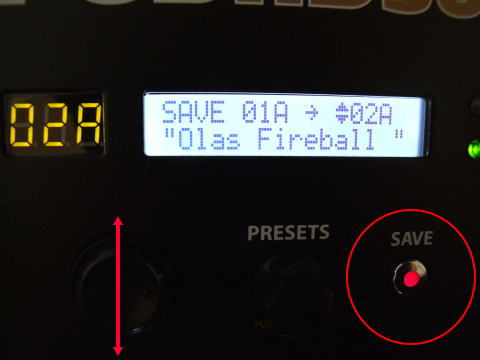 02A
SAVE 01A → 02A
"Olas Fireball "
PRESETS
SAVE